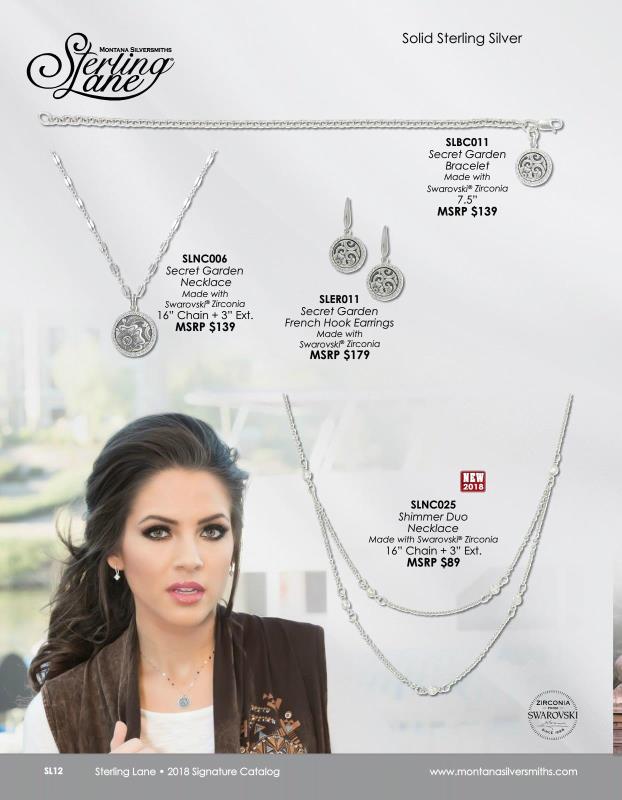 MONTANA SILVERSMITHS
Sterling
Lane
Solid Sterling Silver
SLBC011
Secret Garden
Bracelet
Made with
Swarovski® Zirconia
7.5"
MSRP $139
SLNC006
Secret Garden
Necklace
Made with
Swarovski® Zirconia
16" Chain + 3" Ext.
MSRP $139
SLER011
Secret Garden
French Hook Earrings
Made with
Swarovski® Zirconia
MSRP $179
NEW
2018
SLNC025
Shimmer Duo
Necklace
Made with Swarovski® Zirconia
16" Chain + 3" Ext.
MSRP $89
ZIRCONIA
FROM
SWAROVSKI
SINCE
SL12 Sterling Lane • 2018 Signature Catalog www.montanasilversmiths.com